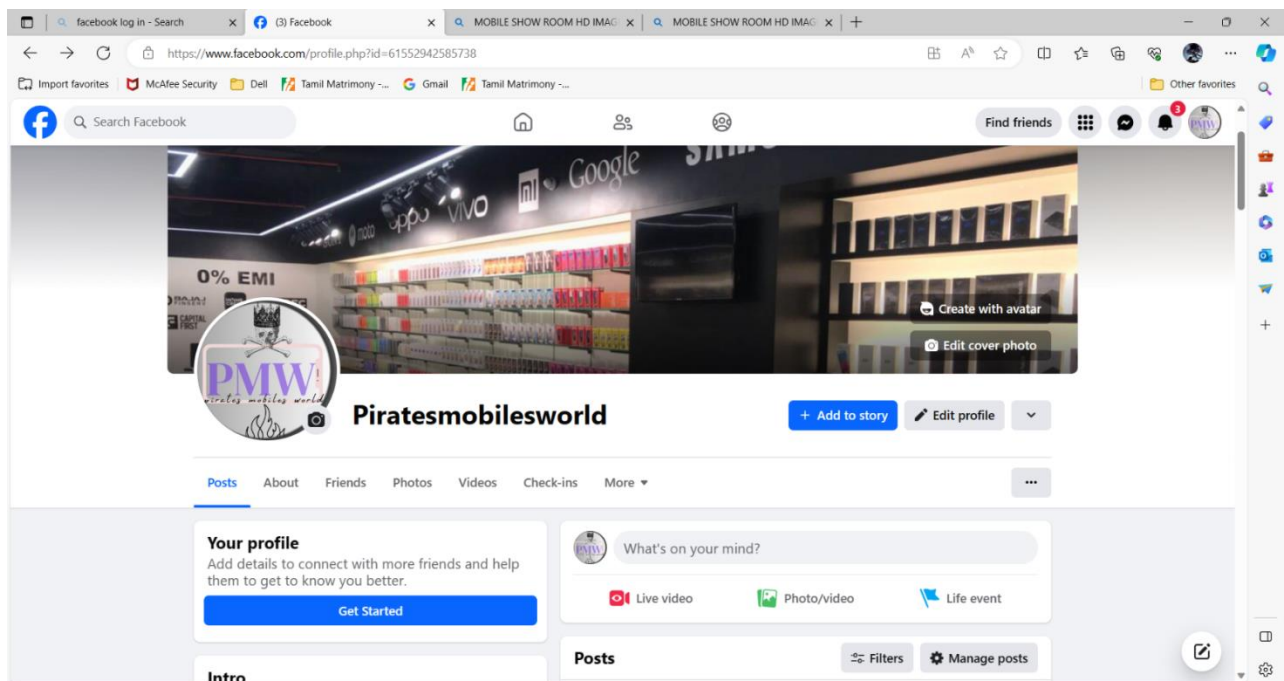 facebook log in - Search
(3) Facebook
MOBILE SHOW ROOM HD IMAG
MOBILE SHOW ROOM HD IMAG
https://www.facebook.com/profile.php?id=61552942585738
Import favorites
McAfee Security
Dell
Tamil Matrimony -...
Gmail
Tamil Matrimony -...
Other favorites
Search Facebook
Find friends
3
moto
oppo
vivo
mi
Google
0% EMI
CAPITAL
FIRST
Create with avatar
Edit cover photo
PMW!
pirates mobiles world
Piratesmobilesworld
+ Add to story
Edit profile
Posts About Friends Photos Videos Check-ins More
Your profile
Add details to connect with more friends and help
them to get to know you better.
Get Started
What's on your mind?
Live video
Photo/video
Life event
Posts
Filters
Manage posts
Intro